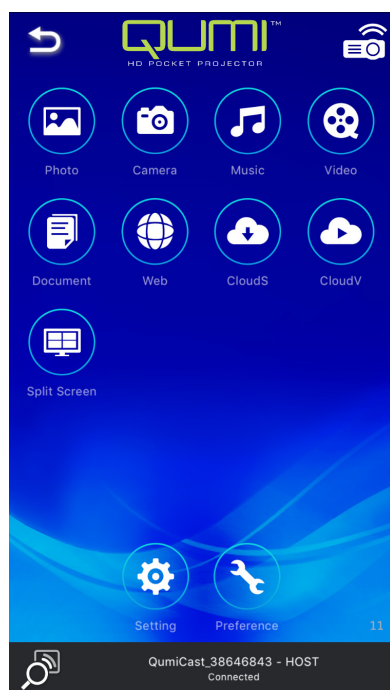 QUMI™
HD POCKET PROJECTOR
Photo Camera Music Video
Document Web CloudS CloudV
Split Screen
Setting Preference 11
QumiCast_38646843 - HOST
Connected